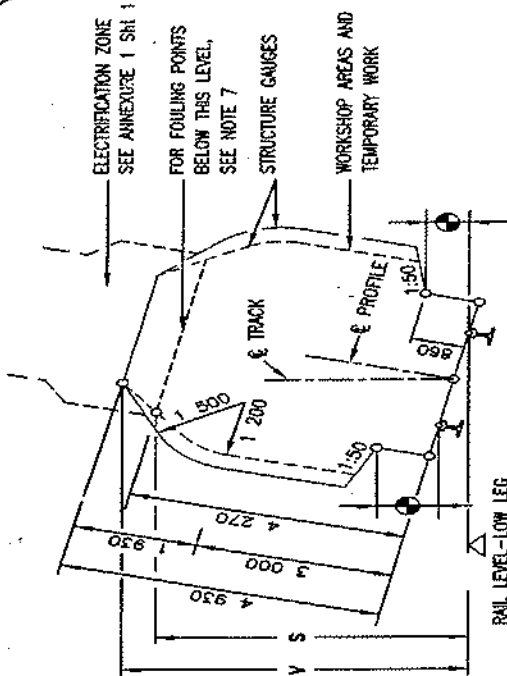 ELECTRIFICATION ZONE
SEE ANNEXURE 1 Sht 1
FOR FOULING POINTS
BELOW THIS LEVEL,
SEE NOTE 7
STRUCTURE GAUGES
WORKSHOP AREAS AND
TEMPORARY WORK
1 500
1 200
℄ TRACK
℄ PROFILE
1:50
1:50
860
4 270
1 930
3 000
4 930
S
V
RAIL LEVEL-LOW LEG